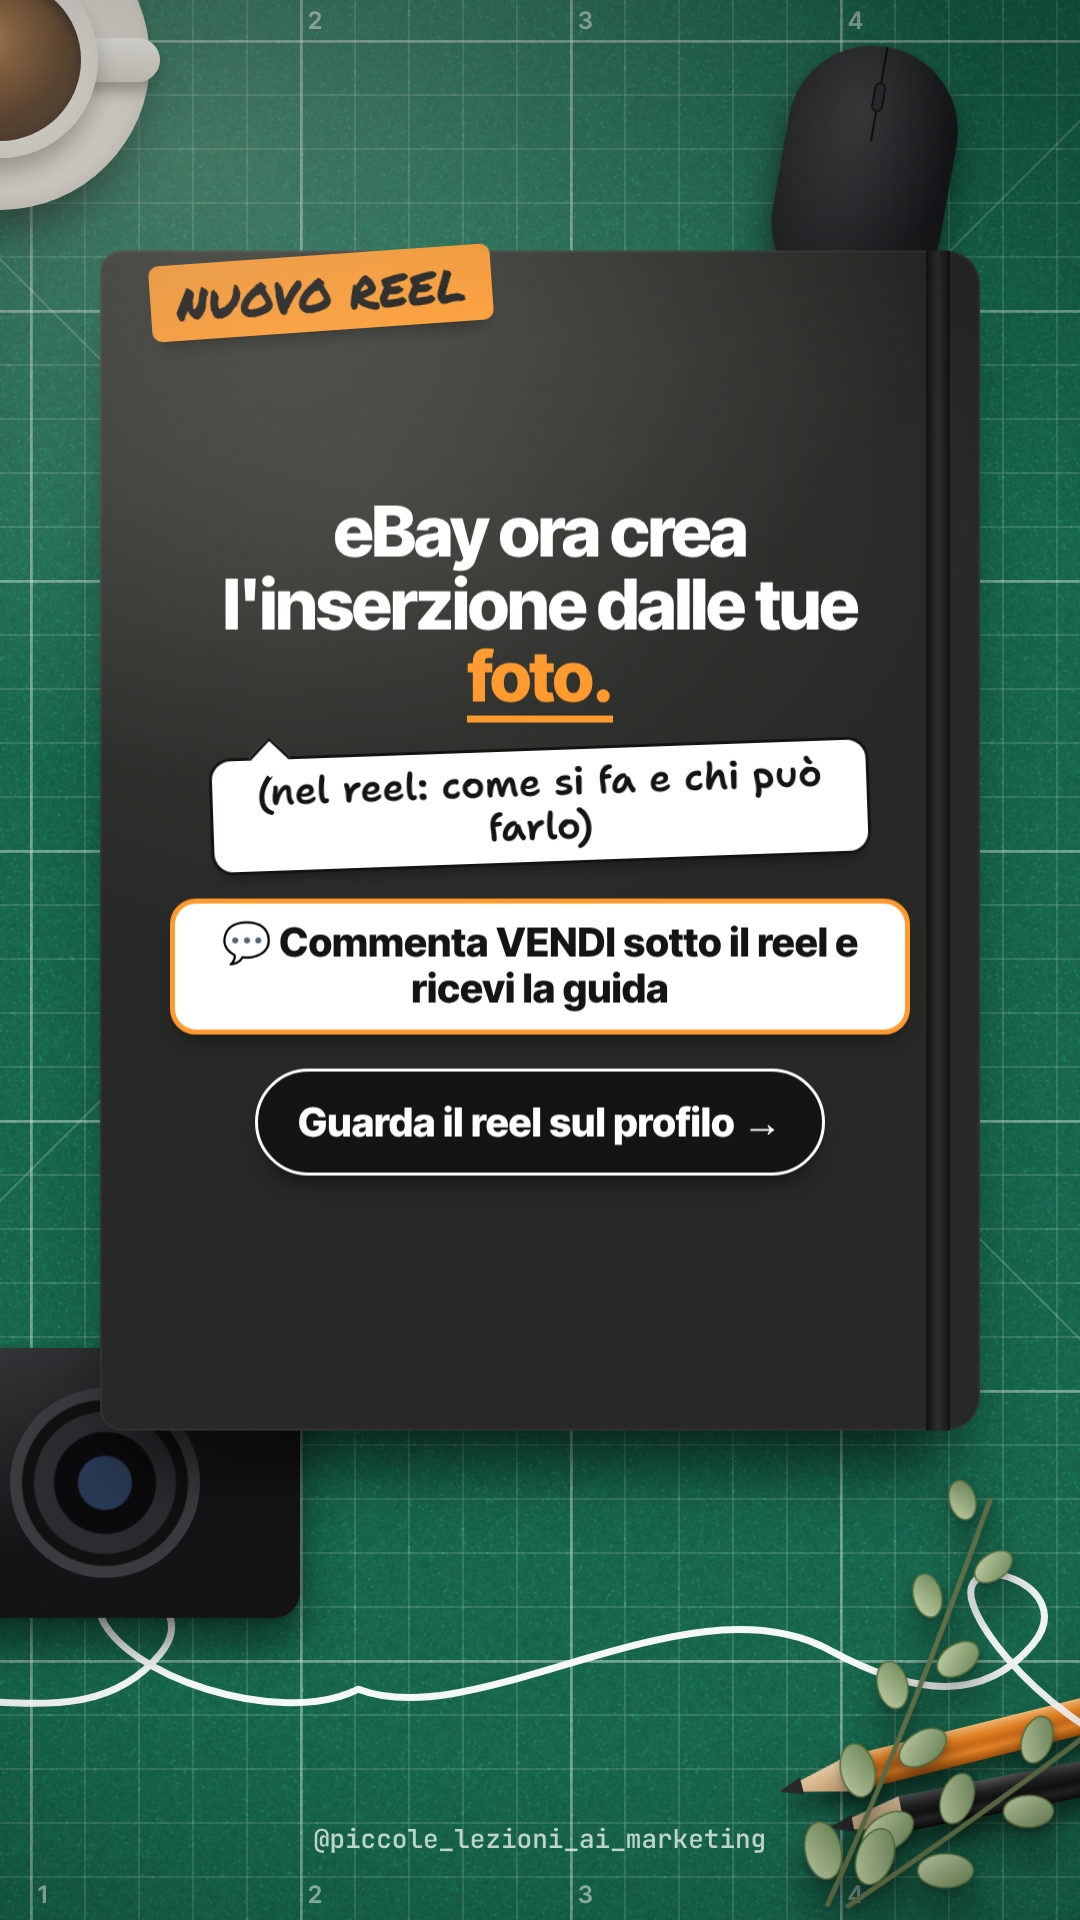 2 3 4
NUOVO REEL
eBay ora crea
l'inserzione dalle tue
foto.
(nel reel: come si fa e chi può
farlo)
💬 Commenta VENDI sotto il reel e
ricevi la guida
Guarda il reel sul profilo →
@piccole_lezioni_ai_marketing
1 2 3 4